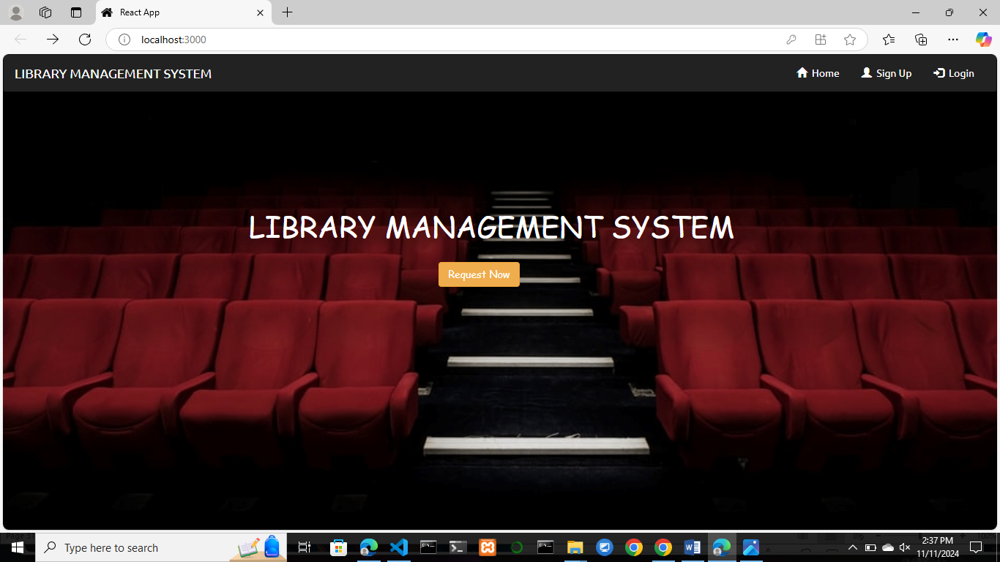 React App
localhost:3000
LIBRARY MANAGEMENT SYSTEM
Home
Sign Up
Login
LIBRARY MANAGEMENT SYSTEM
Request Now
Type here to search
2:37 PM
11/11/2024